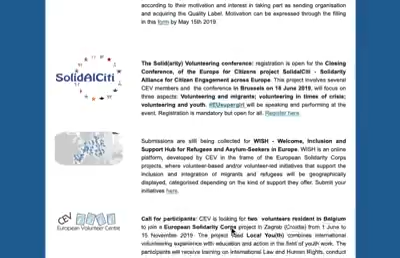 according to their motivation and interest in taking part as sending organisation
and acquiring the Quality Label. Motivation can be expressed through the filling
in this form by May 15th 2019.
SolidAlCiti
The Solid(arity) Volunteering conference: registration is open for the Closing
Conference, of the Europe for Citizens project SolidalCiti - Solidarity
Alliance for Citizen Engagement across Europe. This project involves several
CEV members and the conference in Brussels on 18 June 2019, will focus on
three aspects: Volunteering and migrants; volunteering in times of crisis;
volunteering and youth. #EUsupergirl will be speaking and performing at the
event. Registration is mandatory but open for all. Register here.
Submissions are still being collected for WISH - Welcome, Inclusion and
Support Hub for Refugees and Asylum-Seekers in Europe. WISH is an online
platform, developed by CEV in the frame of the European Solidarity Corps
projects, where volunteer-based and/or volunteer-led initiatives that support the
inclusion and integration of migrants and refugees will be geographically
displayed, categorised depending on the kind of support they offer. Submit your
initiatives here.
CEV
European Volunteer Centre
Call for participants: CEV is looking for two volunteers resident in Belgium
to join a European Solidarity Corps project in Zagreb (Croatia) from 1 June to
15 November 2019. The project titled Local You(th) combines international
volunteering experience with education and action in the field of youth work. The
participants will receive training on International Law and Human Rights, conduct